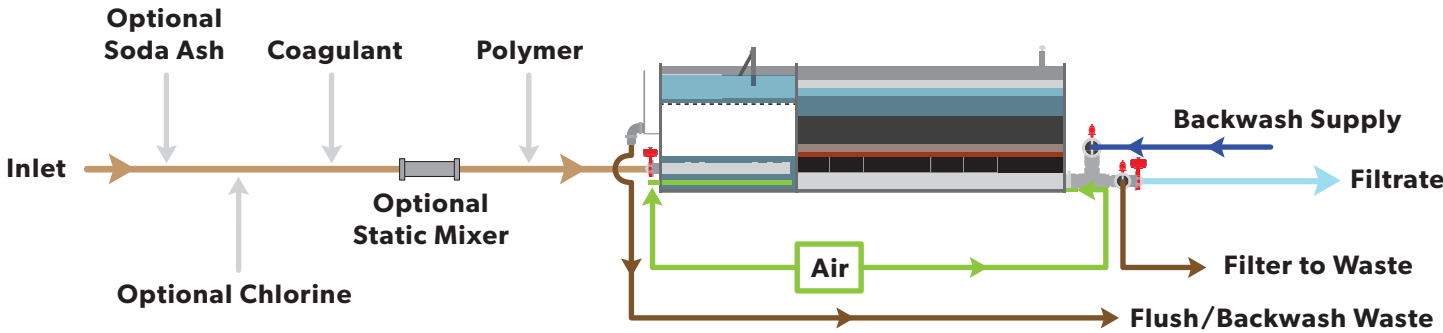 Optional
Soda Ash
Coagulant
Polymer
Backwash Supply
Inlet
Filtrate
Optional
Static Mixer
Air
Filter to Waste
Optional Chlorine
Flush/Backwash Waste